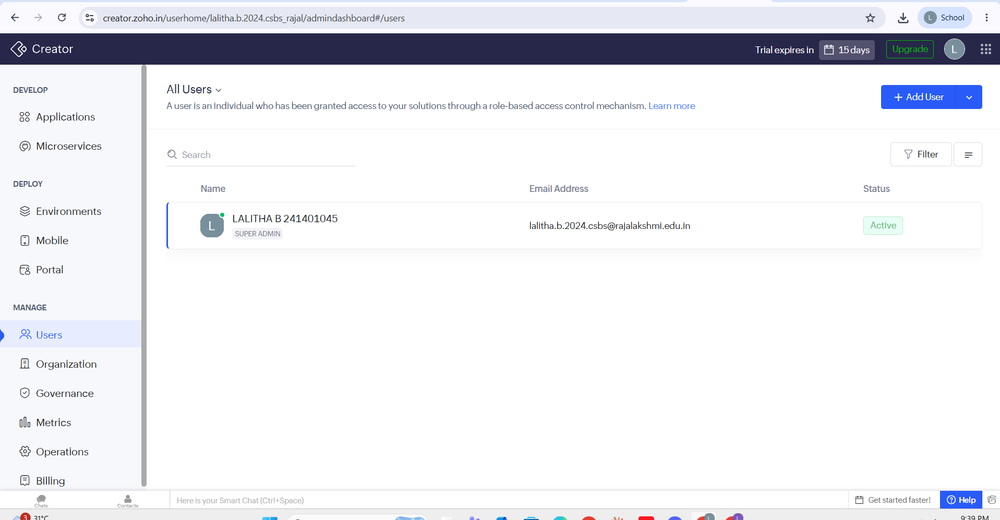 creator.zoho.in/userhome/lalitha.b.2024.csbs_rajal/admindashboard#/users
L School
Creator
Trial expires in 15 days Upgrade L
DEVELOP
Applications
Microservices
DEPLOY
Environments
Mobile
Portal
MANAGE
Users
Organization
Governance
Metrics
Operations
Billing
All Users
A user is an individual who has been granted access to your solutions through a role-based access control mechanism. Learn more
+ Add User
Search
Filter
Name Email Address Status
L LALITHA B 241401045
SUPER ADMIN
lalitha.b.2024.csbs@rajalakshmi.edu.in
Active
Chats
Contacts
Here is your Smart Chat (Ctrl+Space)
Get started faster!
Help
3 31°C
L L
9:39 PM